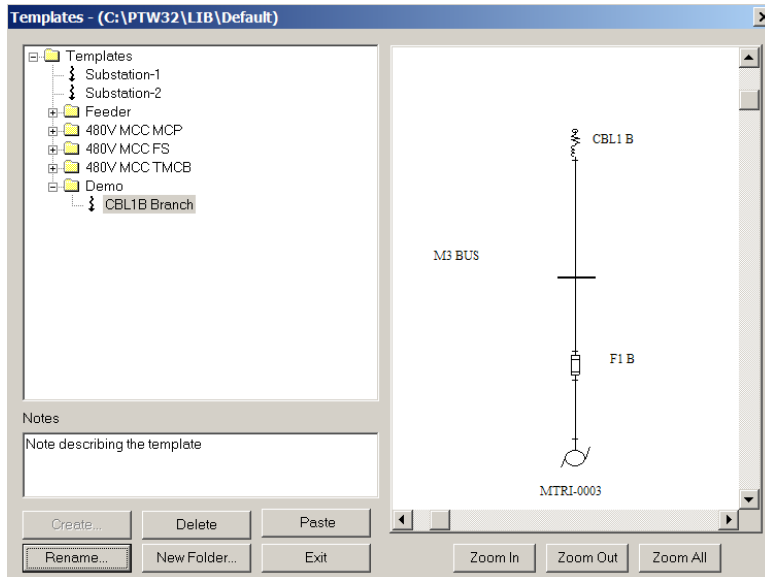 Templates - (C:\PTW32\LIB\Default)
Templates
Substation-1
Substation-2
Feeder
480V MCC MCP
480V MCC FS
480V MCC TMCB
Demo
CBL1B Branch
CBL1 B
M3 BUS
F1 B
MTRI-0003
Notes
Note describing the template
Create... Delete Paste
Rename... New Folder... Exit Zoom In Zoom Out Zoom All